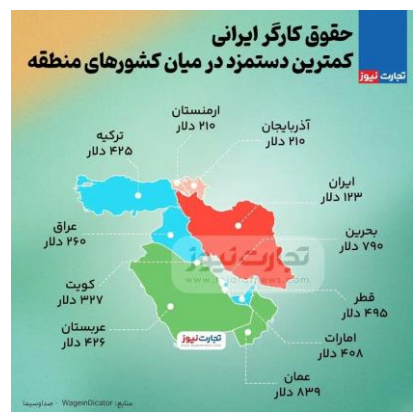 حقوق کارگر ایرانی
کمترین دستمزد در میان کشورهای منطقه
تجارت نیوز
ارمنستان
۲۱۰ دلار
آذربایجان
۲۱۰ دلار
ترکیه
۴۲۵ دلار
ایران
۱۲۳ دلار
عراق
۲۶۰ دلار
بحرین
۷۹۰ دلار
تجارت نیوز
کویت
۳۲۷ دلار
قطر
۴۹۵ دلار
عربستان
۴۲۶ دلار
تجارت نیوز
امارات
۴۰۸ دلار
عمان
۸۳۹ دلار
منابع: WageinDicator - صداوسیما